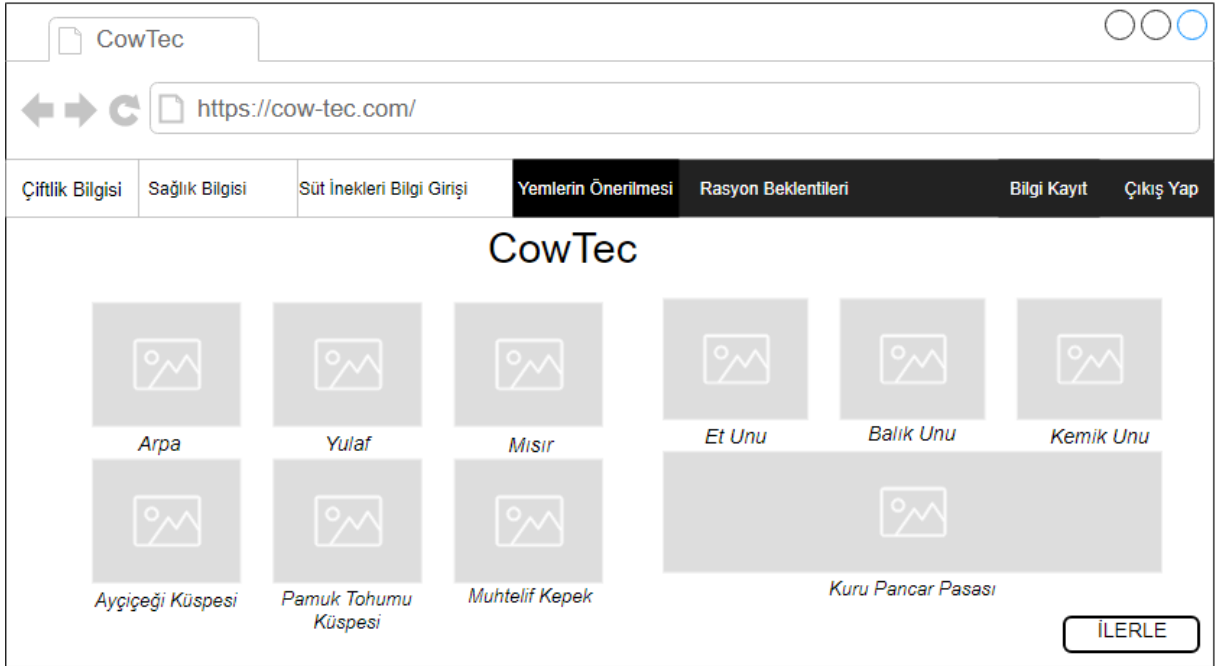 CowTec
https://cow-tec.com/
Çiftlik Bilgisi Sağlık Bilgisi Süt İnekleri Bilgi Girişi Yemlerin Önerilmesi Rasyon Beklentileri Bilgi Kayıt Çıkış Yap
CowTec
Arpa Yulaf Mısır Et Unu Balık Unu Kemik Unu
Ayçiçeği Küspesi Pamuk Tohumu Muhtelif Kepek Kuru Pancar Pasası
Küspesi
İLERLE